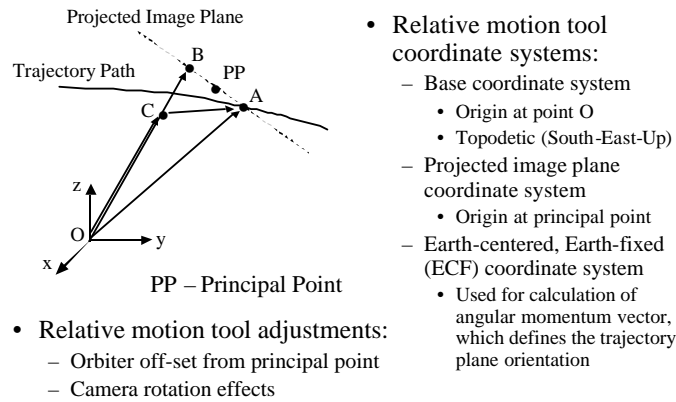 Projected Image Plane
B
PP
Trajectory Path
A
C
z
O
y
x
PP – Principal Point
• Relative motion tool adjustments:
– Orbiter off-set from principal point
– Camera rotation effects
• Relative motion tool
coordinate systems:
– Base coordinate system
• Origin at point O
• Topodetic (South-East-Up)
– Projected image plane
coordinate system
• Origin at principal point
– Earth-centered, Earth-fixed
(ECF) coordinate system
• Used for calculation of
angular momentum vector,
which defines the trajectory
plane orientation